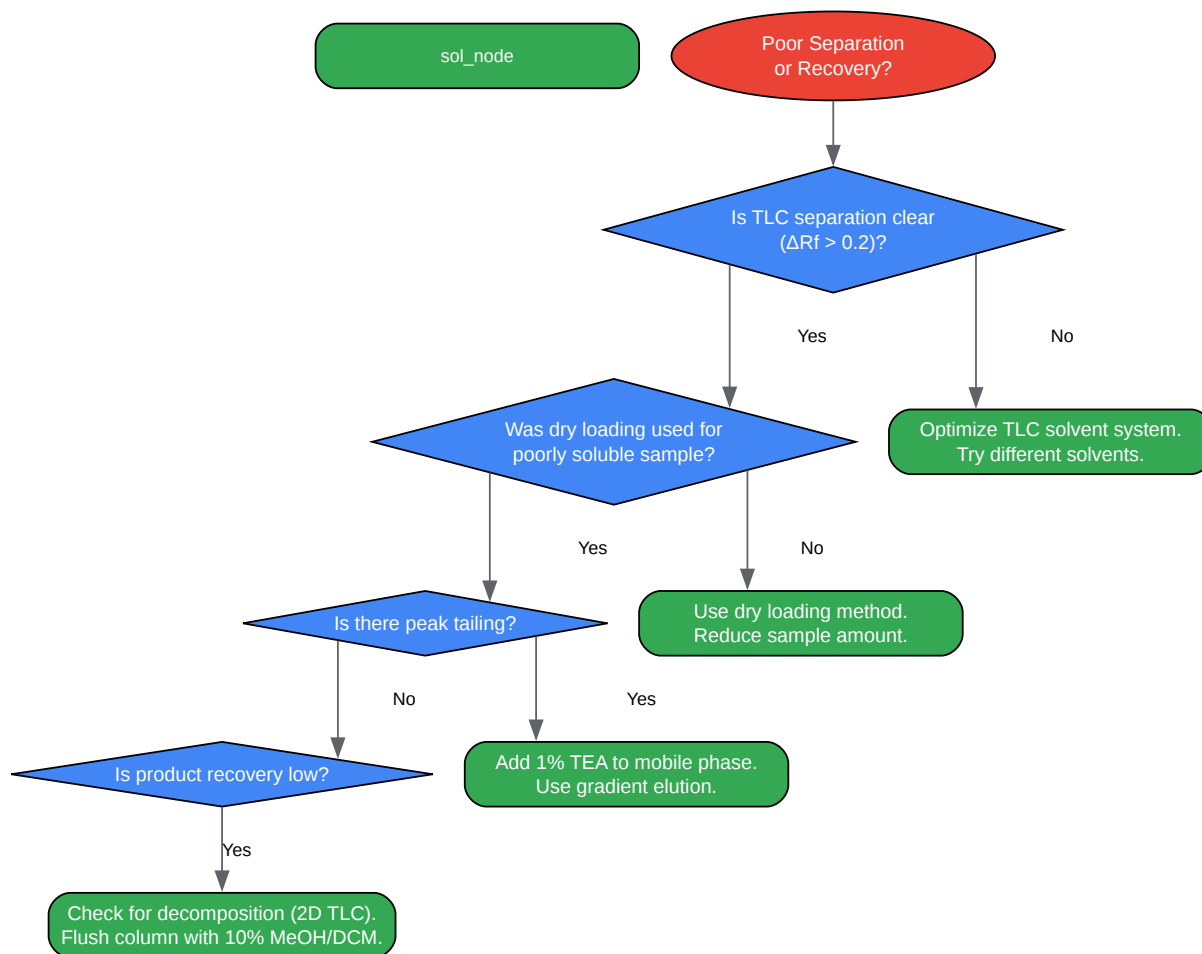 sol_node
Poor Separation
or Recovery?
Is TLC separation clear
(ΔRf > 0.2)?
Yes
No
Was dry loading used for
poorly soluble sample?
Optimize TLC solvent system.
Try different solvents.
Yes
No
Is there peak tailing?
Use dry loading method.
Reduce sample amount.
No
Yes
Is product recovery low?
Add 1% TEA to mobile phase.
Use gradient elution.
Yes
Check for decomposition (2D TLC).
Flush column with 10% MeOH/DCM.